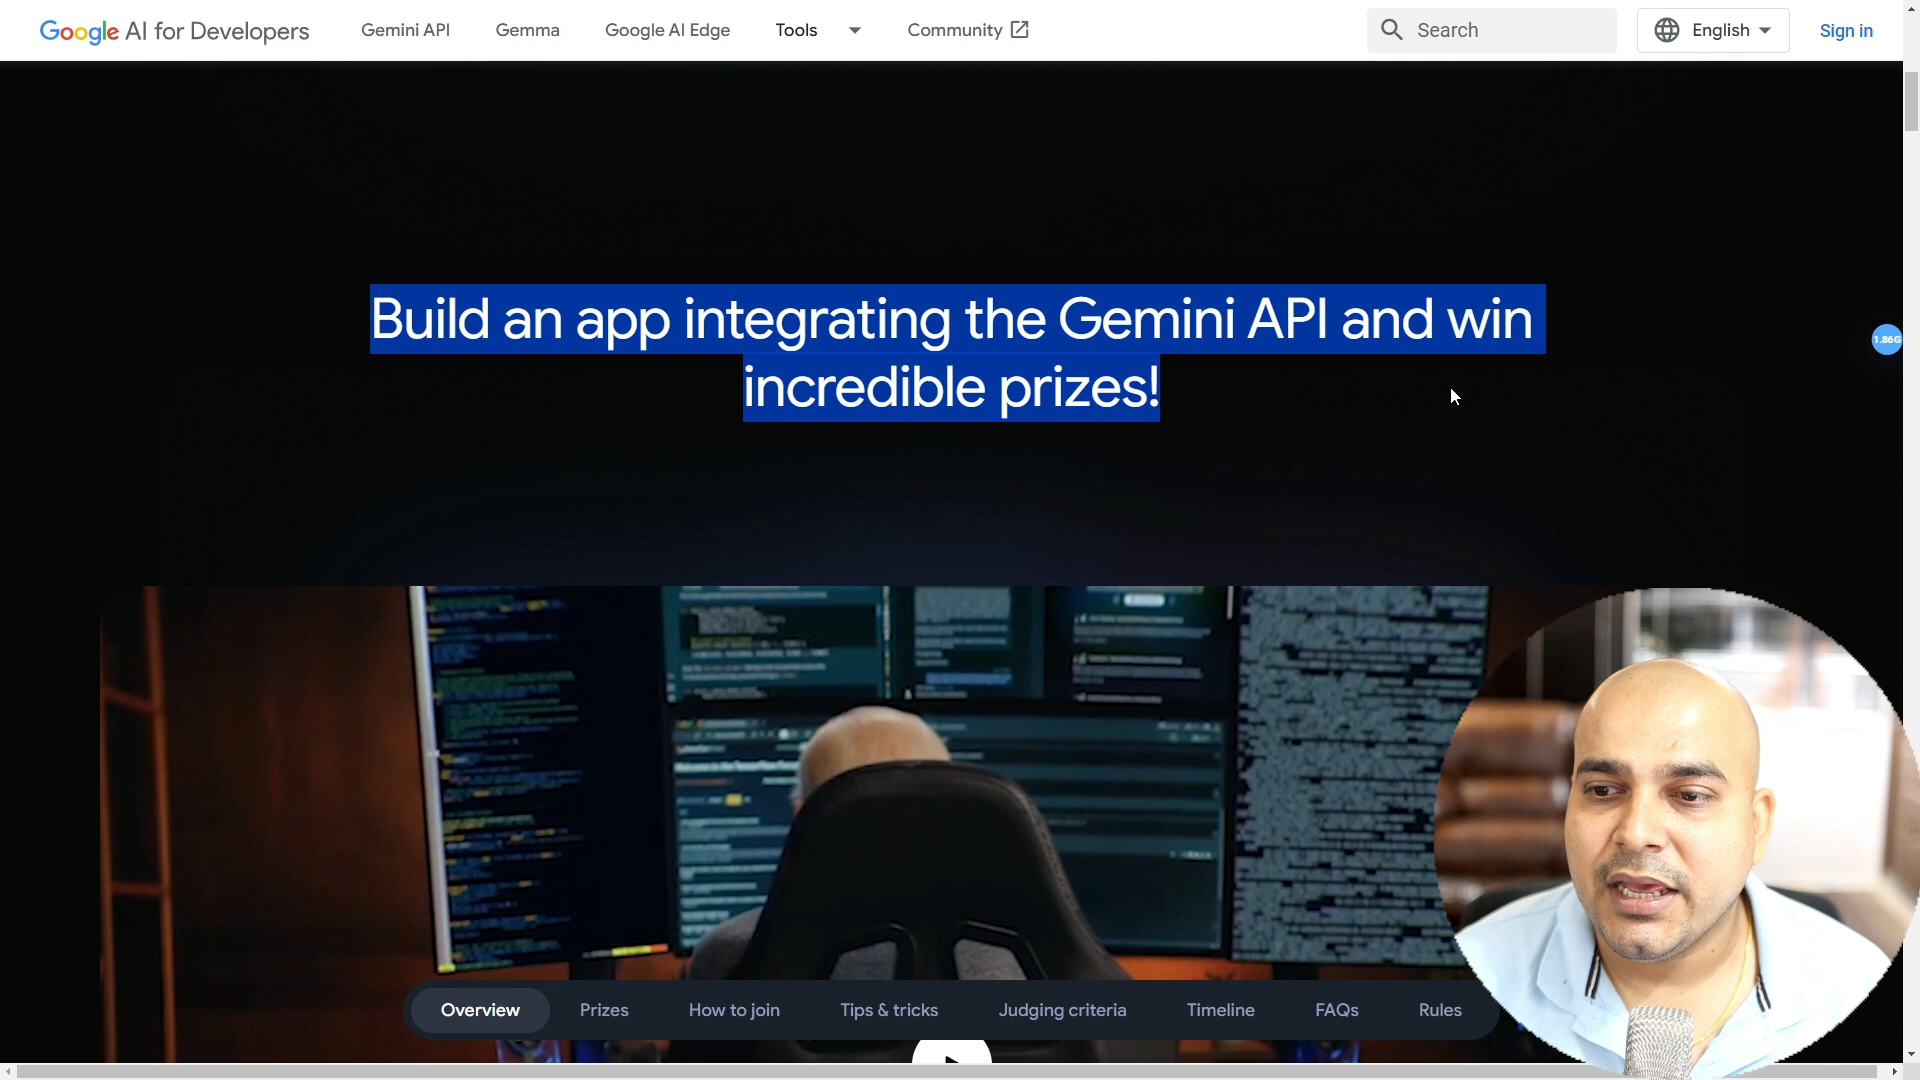 Google AI for Developers
Gemini API
Gemma
Google AI Edge
Tools
Community
Search
English
Sign in
Build an app integrating the Gemini API and win
incredible prizes!
1.86G
Overview
Prizes
How to join
Tips & tricks
Judging criteria
Timeline
FAQs
Rules